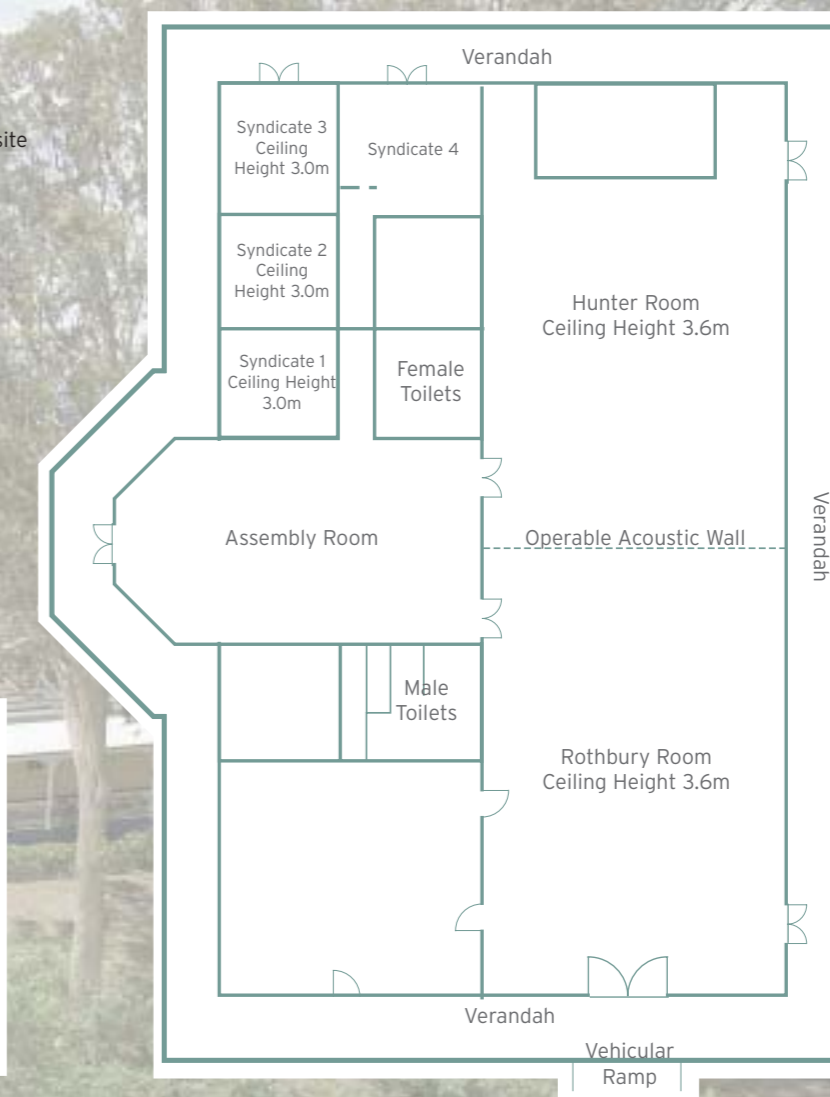 Verandah
site
Syndicate 3
Ceiling
Height 3.0m
Syndicate 4
Syndicate 2
Ceiling
Height 3.0m
Hunter Room
Ceiling Height 3.6m
Syndicate 1
Ceiling Height
3.0m
Female
Toilets
Assembly Room
Operable Acoustic Wall
Verandah
Male
Toilets
Rothbury Room
Ceiling Height 3.6m
Verandah
Vehicular
Ramp